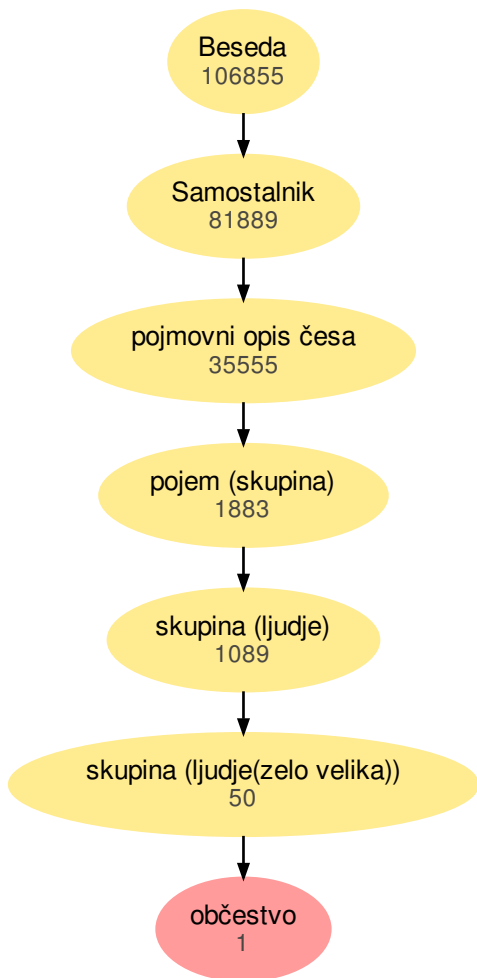 Beseda
106855
Samostalnik
81889
pojmovni opis česa
35555
pojem (skupina)
1883
skupina (ljudje)
1089
skupina (ljudje(zelo velika))
50
občestvo
1